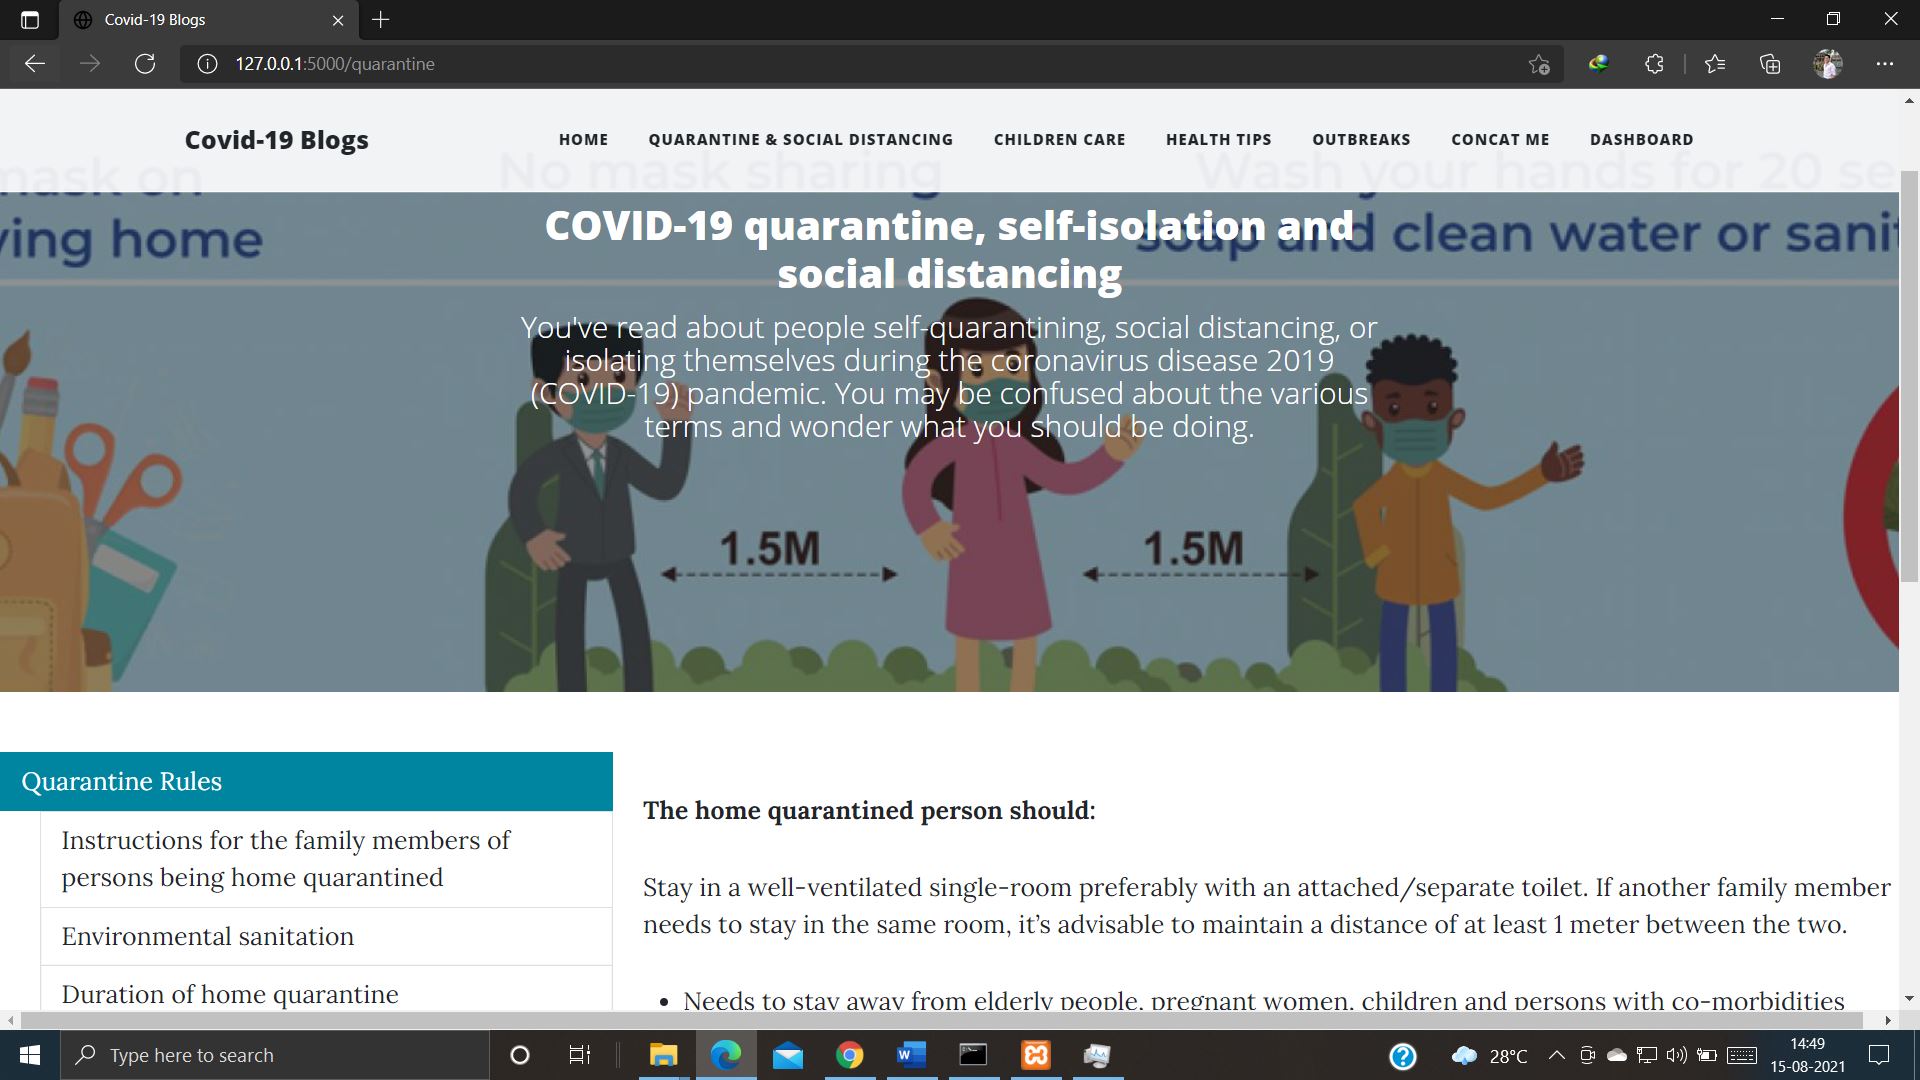 Covid-19 Blogs
127.0.0.1:5000/quarantine
Covid-19 Blogs
HOME
QUARANTINE & SOCIAL DISTANCING
CHILDREN CARE
HEALTH TIPS
OUTBREAKS
CONCAT ME
DASHBOARD
mask on
No mask sharing
Wash your hands for 20 se
ving home
soap and clean water or sanit
COVID-19 quarantine, self-isolation and
social distancing
You've read about people self-quarantining, social distancing, or
isolating themselves during the coronavirus disease 2019
(COVID-19) pandemic. You may be confused about the various
terms and wonder what you should be doing.
1.5M
1.5M
Quarantine Rules
Instructions for the family members of
persons being home quarantined
Environmental sanitation
Duration of home quarantine
The home quarantined person should:
Stay in a well-ventilated single-room preferably with an attached/separate toilet. If another family member
needs to stay in the same room, it’s advisable to maintain a distance of at least 1 meter between the two.
• Needs to stay away from elderly people, pregnant women, children and persons with co-morbidities
Type here to search
28°C
14:49
15-08-2021